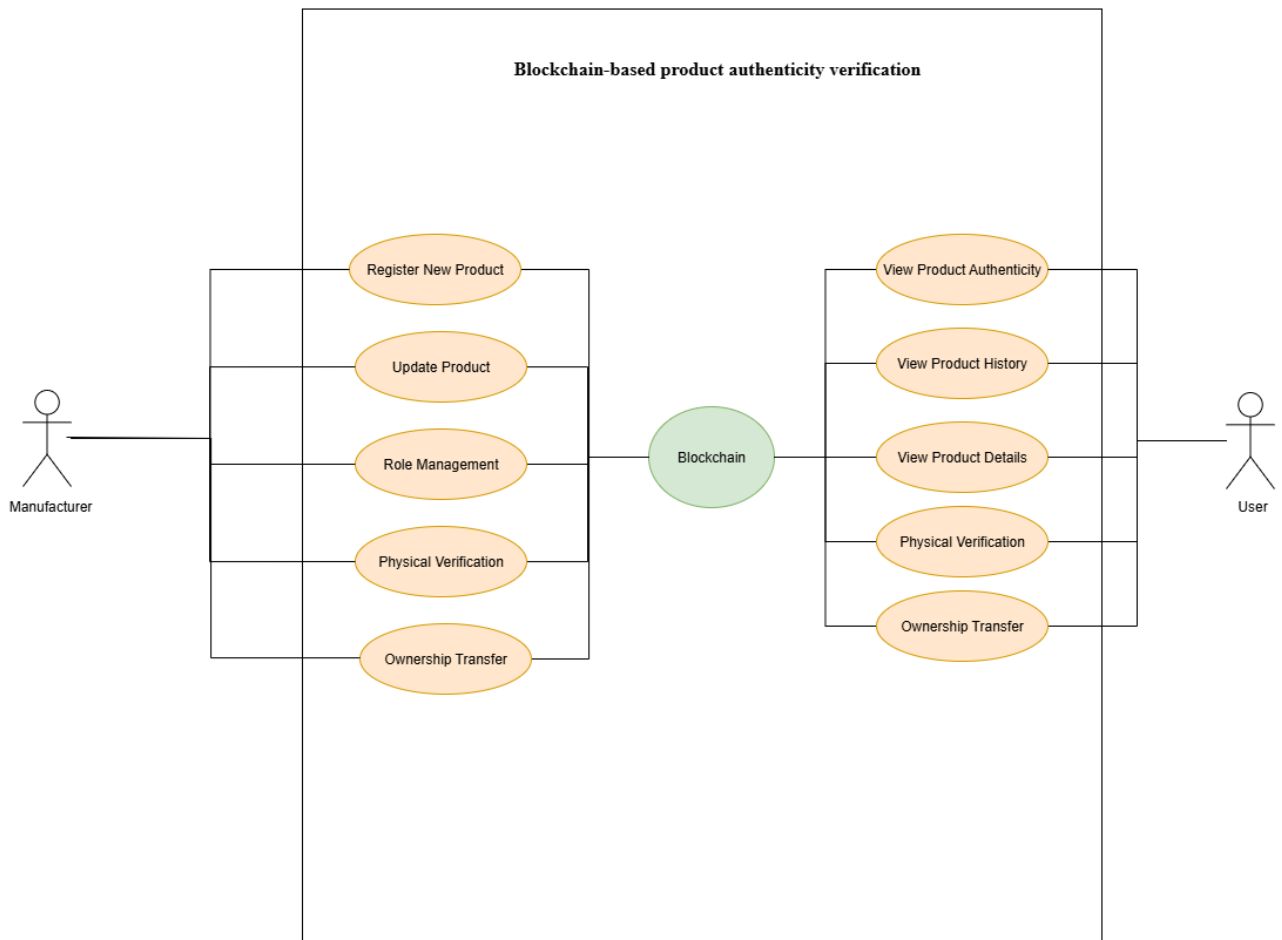 Blockchain-based product authenticity verification
Register New Product
Update Product
Role Management
Physical Verification
Ownership Transfer
Manufacturer
Blockchain
View Product Authenticity
View Product History
View Product Details
Physical Verification
Ownership Transfer
User